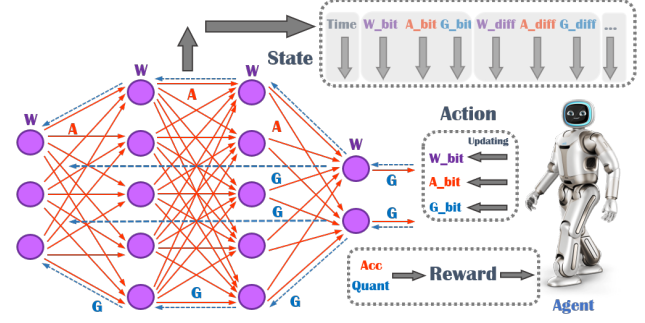 Time W_bit A_bit G_bit W_diff A_diff G_diff ...
State
W W
A
W A
A
W
G
G
G
G
G
G G
Action
Updating
W_bit
A_bit
G_bit
Acc
Quant
Reward
Agent